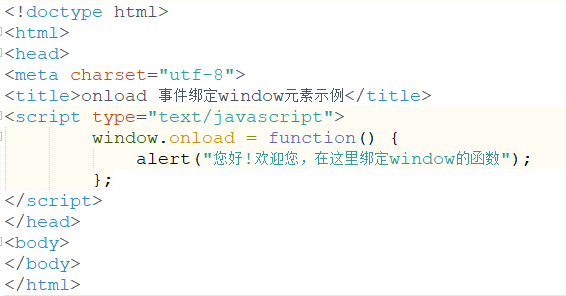 <!doctype html>
<html>
<head>
<meta charset="utf-8">
<title>onload 事件绑定window元素示例</title>
<script type="text/javascript">
window.onload = function() {
alert("您好!欢迎您，在这里绑定window的函数");
};
</script>
</head>
<body>
</body>
</html>